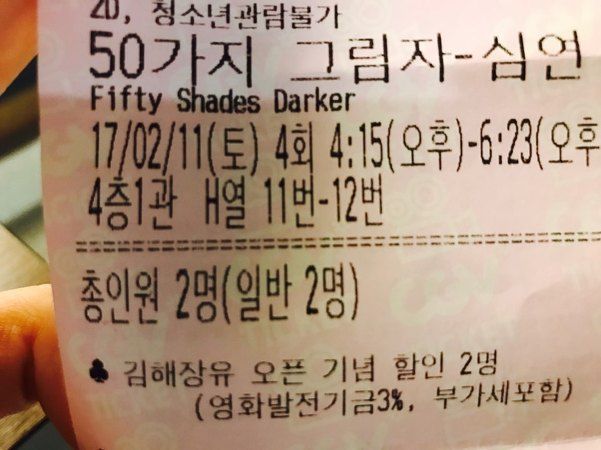 2D, 청소년관람불가
50가지 그림자-심연
Fifty Shades Darker
17/02/11(토) 4회 4:15(오후)-6:23(오후
4층1관 H열 11번-12번
총인원 2명(일반 2명)
♣ 김해장유 오픈 기념 할인 2명
(영화발전기금3%, 부가세포함)